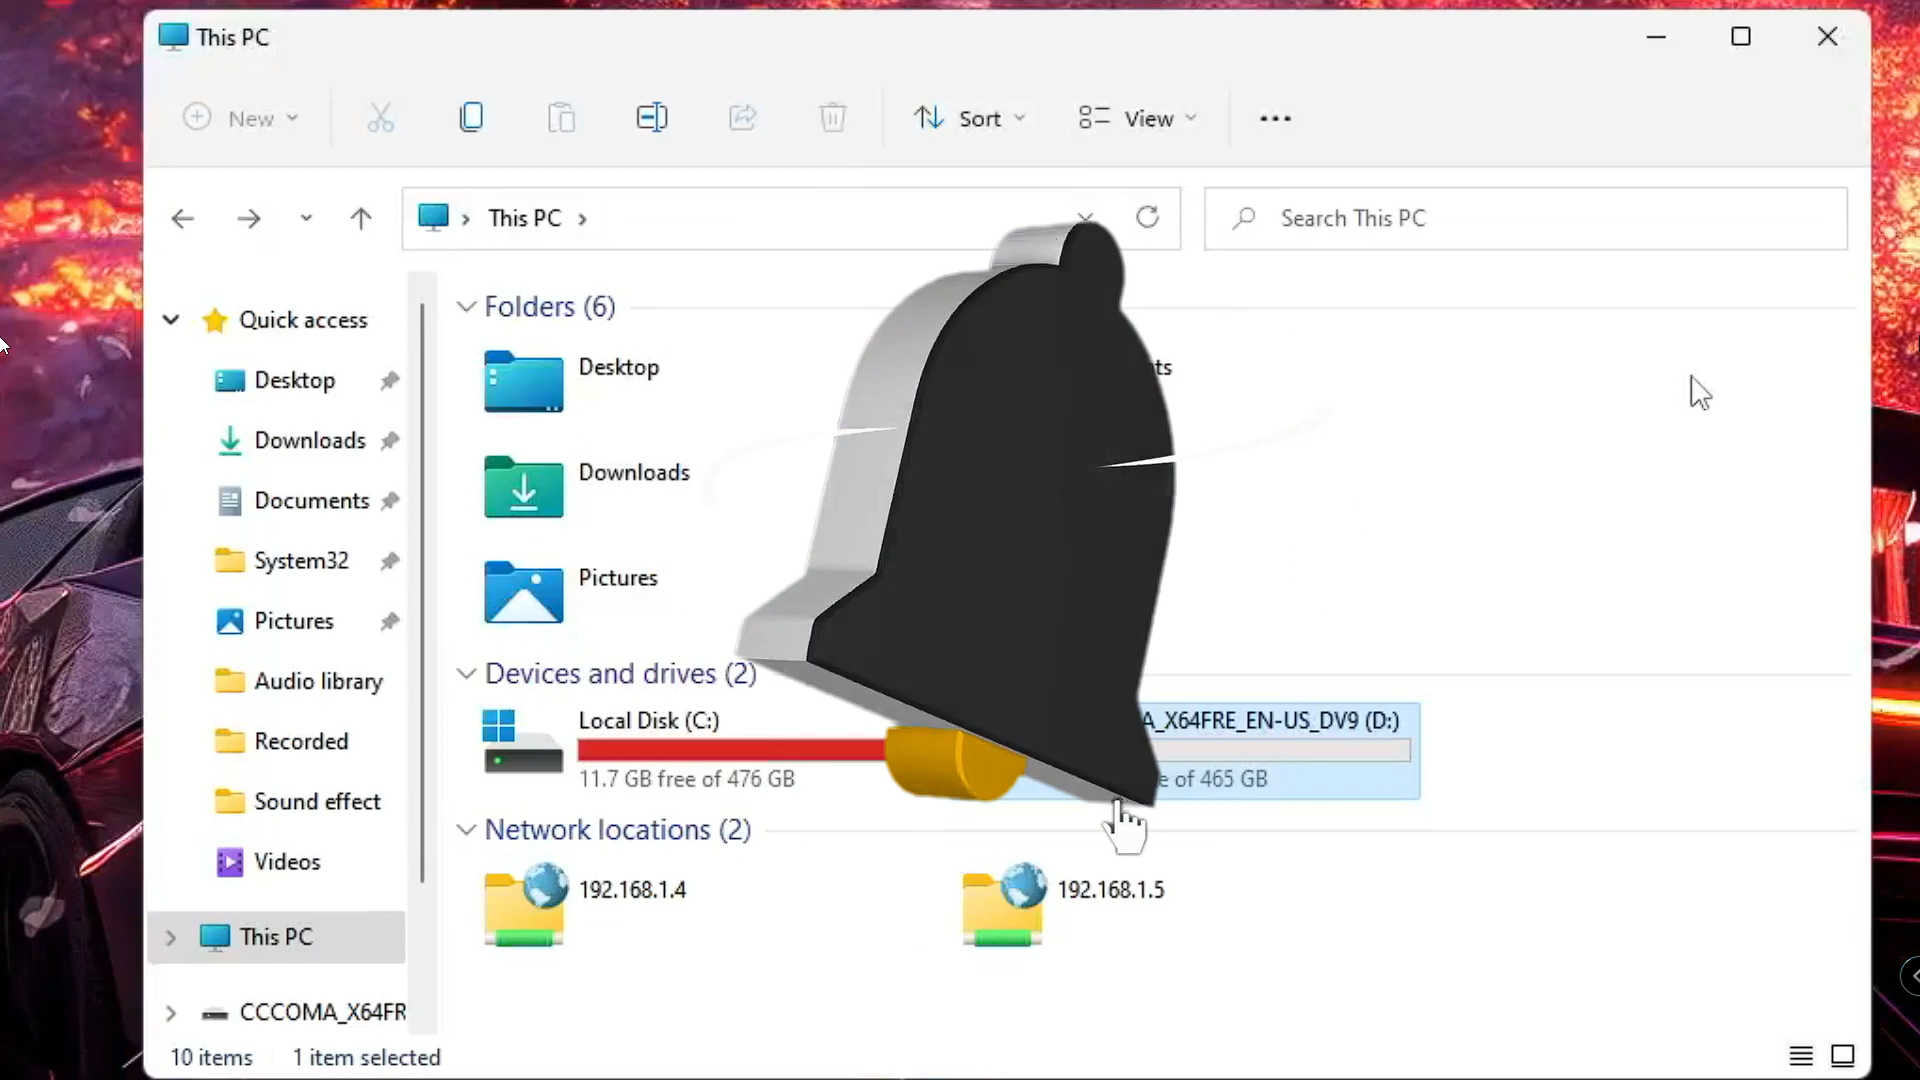 This PC
New
Sort
View
This PC
Search This PC
Quick access
Desktop
Downloads
Documents
System32
Pictures
Audio library
Recorded
Sound effect
Videos
This PC
CCCOMA_X64FR
Folders (6)
Desktop
ts
Downloads
Pictures
Devices and drives (2)
Local Disk (C:)
11.7 GB free of 476 GB
A_X64FRE_EN-US_DV9 (D:)
e of 465 GB
Network locations (2)
192.168.1.4
192.168.1.5
10 items
1 item selected